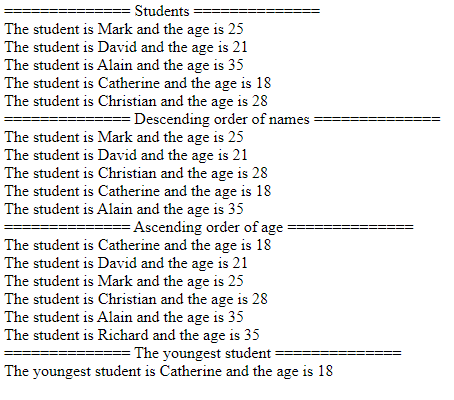 ============== Students ==============
The student is Mark and the age is 25
The student is David and the age is 21
The student is Alain and the age is 35
The student is Catherine and the age is 18
The student is Christian and the age is 28
============== Descending order of names ==============
The student is Mark and the age is 25
The student is David and the age is 21
The student is Christian and the age is 28
The student is Catherine and the age is 18
The student is Alain and the age is 35
============== Ascending order of age ==============
The student is Catherine and the age is 18
The student is David and the age is 21
The student is Mark and the age is 25
The student is Christian and the age is 28
The student is Alain and the age is 35
The student is Richard and the age is 35
============== The youngest student ==============
The youngest student is Catherine and the age is 18